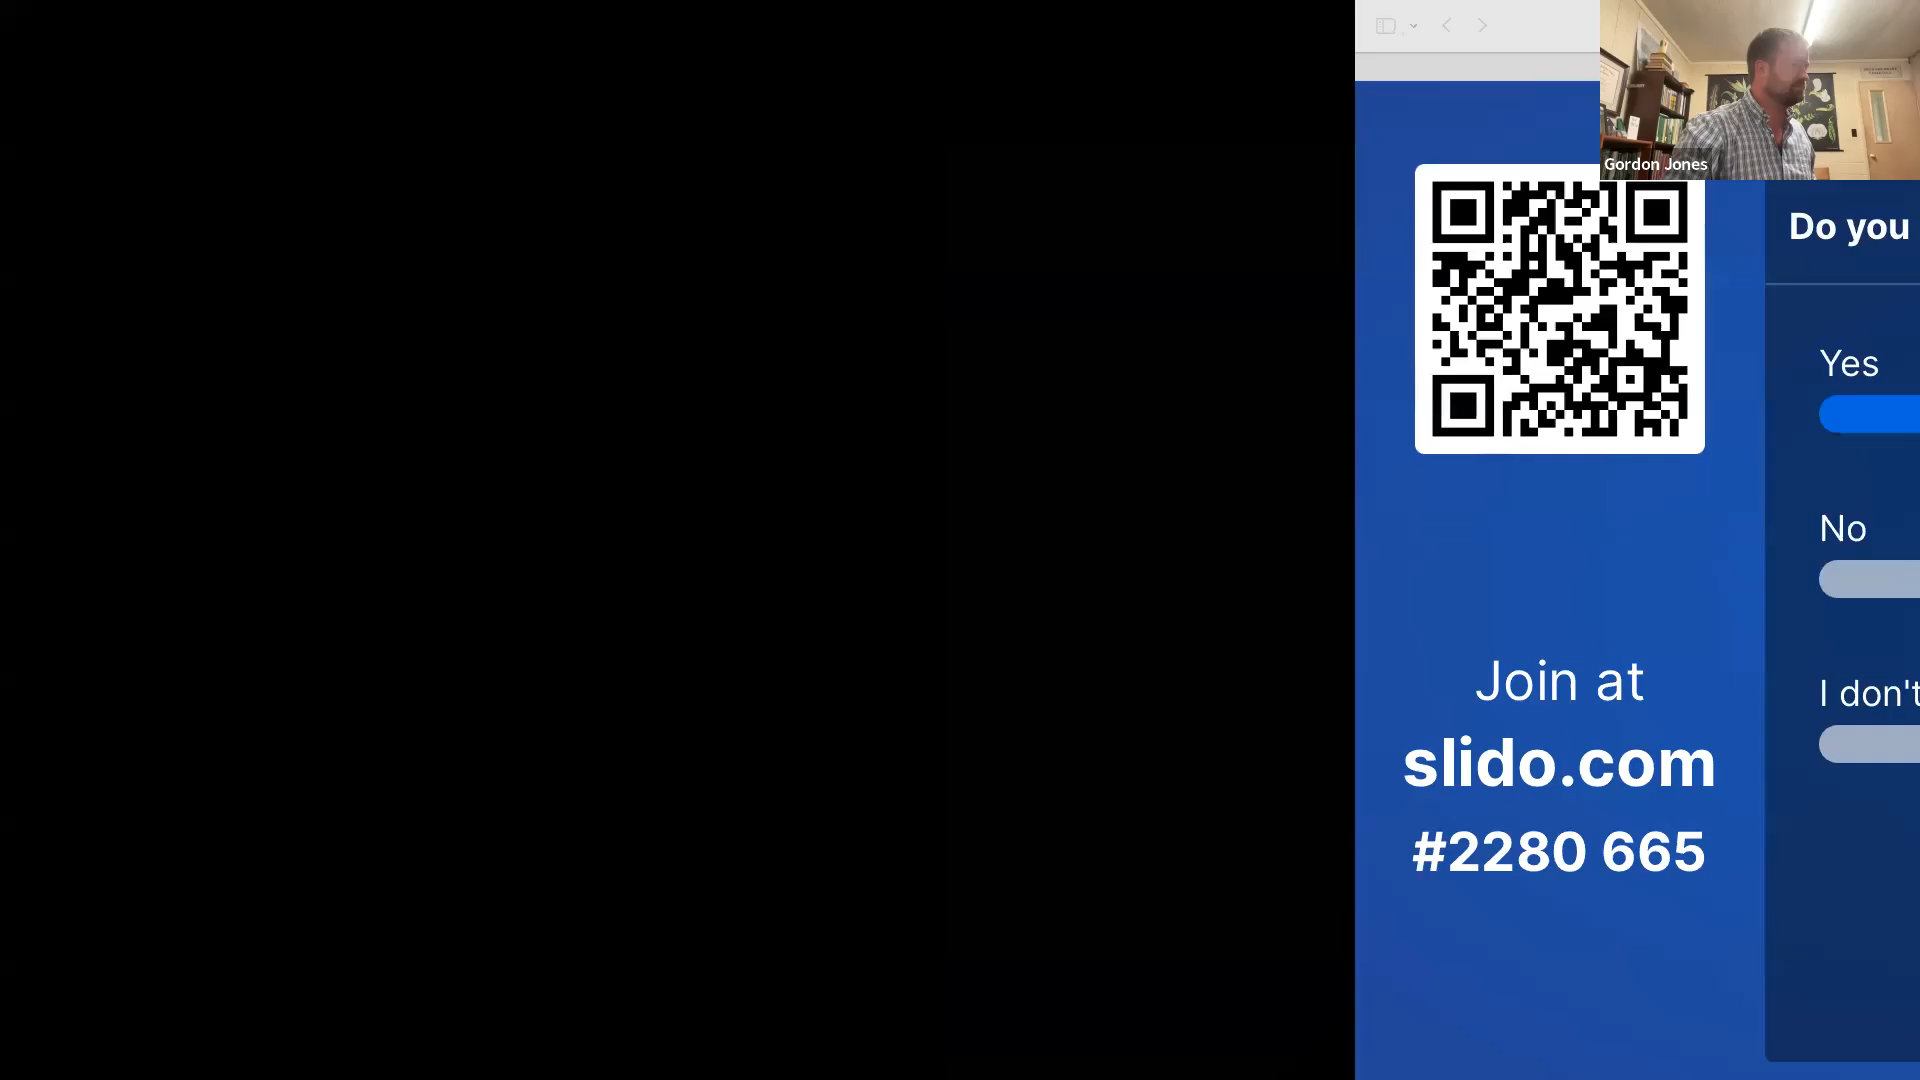 Gordon Jones
Do you
Yes
No
I don't
Join at
slido.com
#2280 665